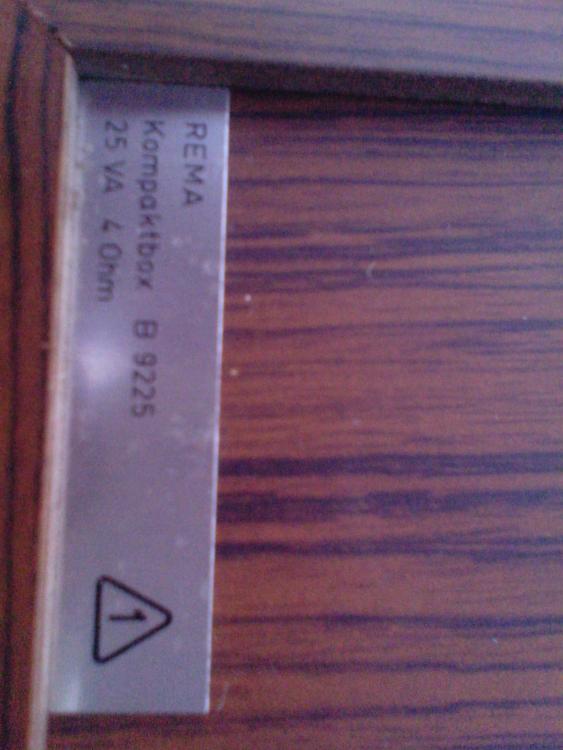 REMA
Kompaktbox B 9225
25 VA 4 Ohm
1